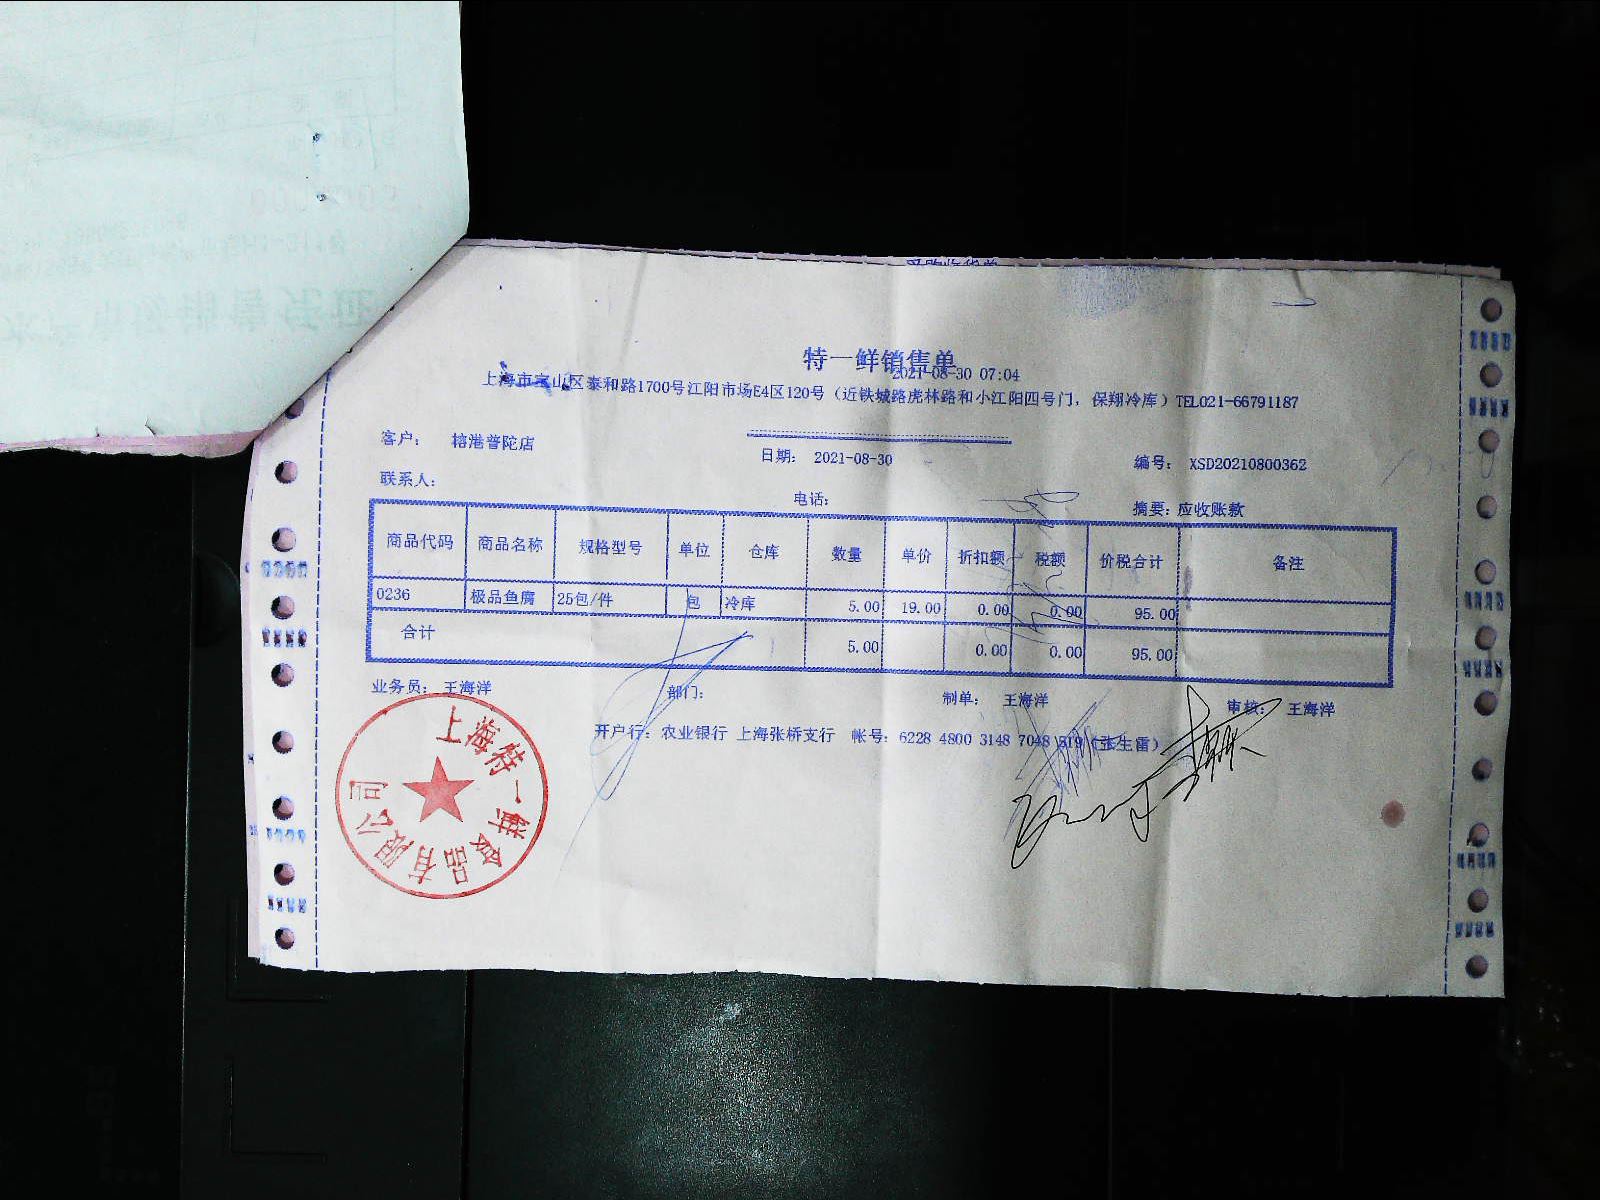 特一鲜销售单
2021-08-30 07:04
上海市宝山区泰和路1700号江阳市场E4区120号（近铁城路虎林路和小江阳四号门，保翔冷库）TEL021-66791187
客户： 榕港普陀店 日期： 2021-08-30 编号： XSD20210800362
联系人： 电话： 摘要：应收账款
商品代码 商品名称 规格型号 单位 仓库 数量 单价 折扣额 税额 价税合计 备注
0236 极品鱼腐 25包/件 包 冷库 5.00 19.00 0.00 0.00 95.00
合计 5.00 0.00 0.00 95.00
业务员： 王海洋 部门： 制单： 王海洋 审核： 王海洋
开户行：农业银行 上海张桥支行 帐号：6228 4800 3148 7048 519（张生雷）
上海特一鲜食品有限公司